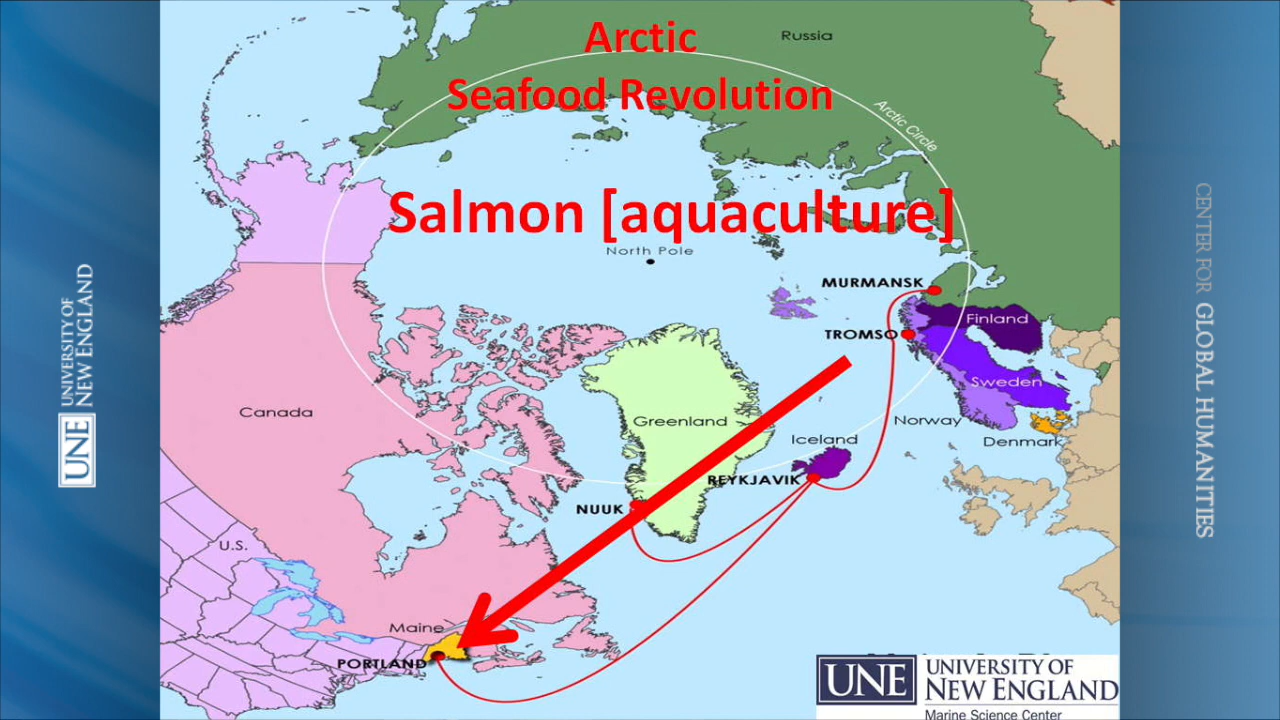 Arctic
Seafood Revolution
Russia
Arctic Circle
Salmon [aquaculture]
North Pole
MURMANSK
Finland
TROMSO
Sweden
Canada
Greenland
Norway
Iceland
Denmark
REYKJAVIK
NUUK
U.S.
Maine
PORTLAND
UNE
UNIVERSITY OF
NEW ENGLAND
Marine Science Center
UNE
UNIVERSITY OF
NEW ENGLAND
CENTER FOR GLOBAL HUMANITIES